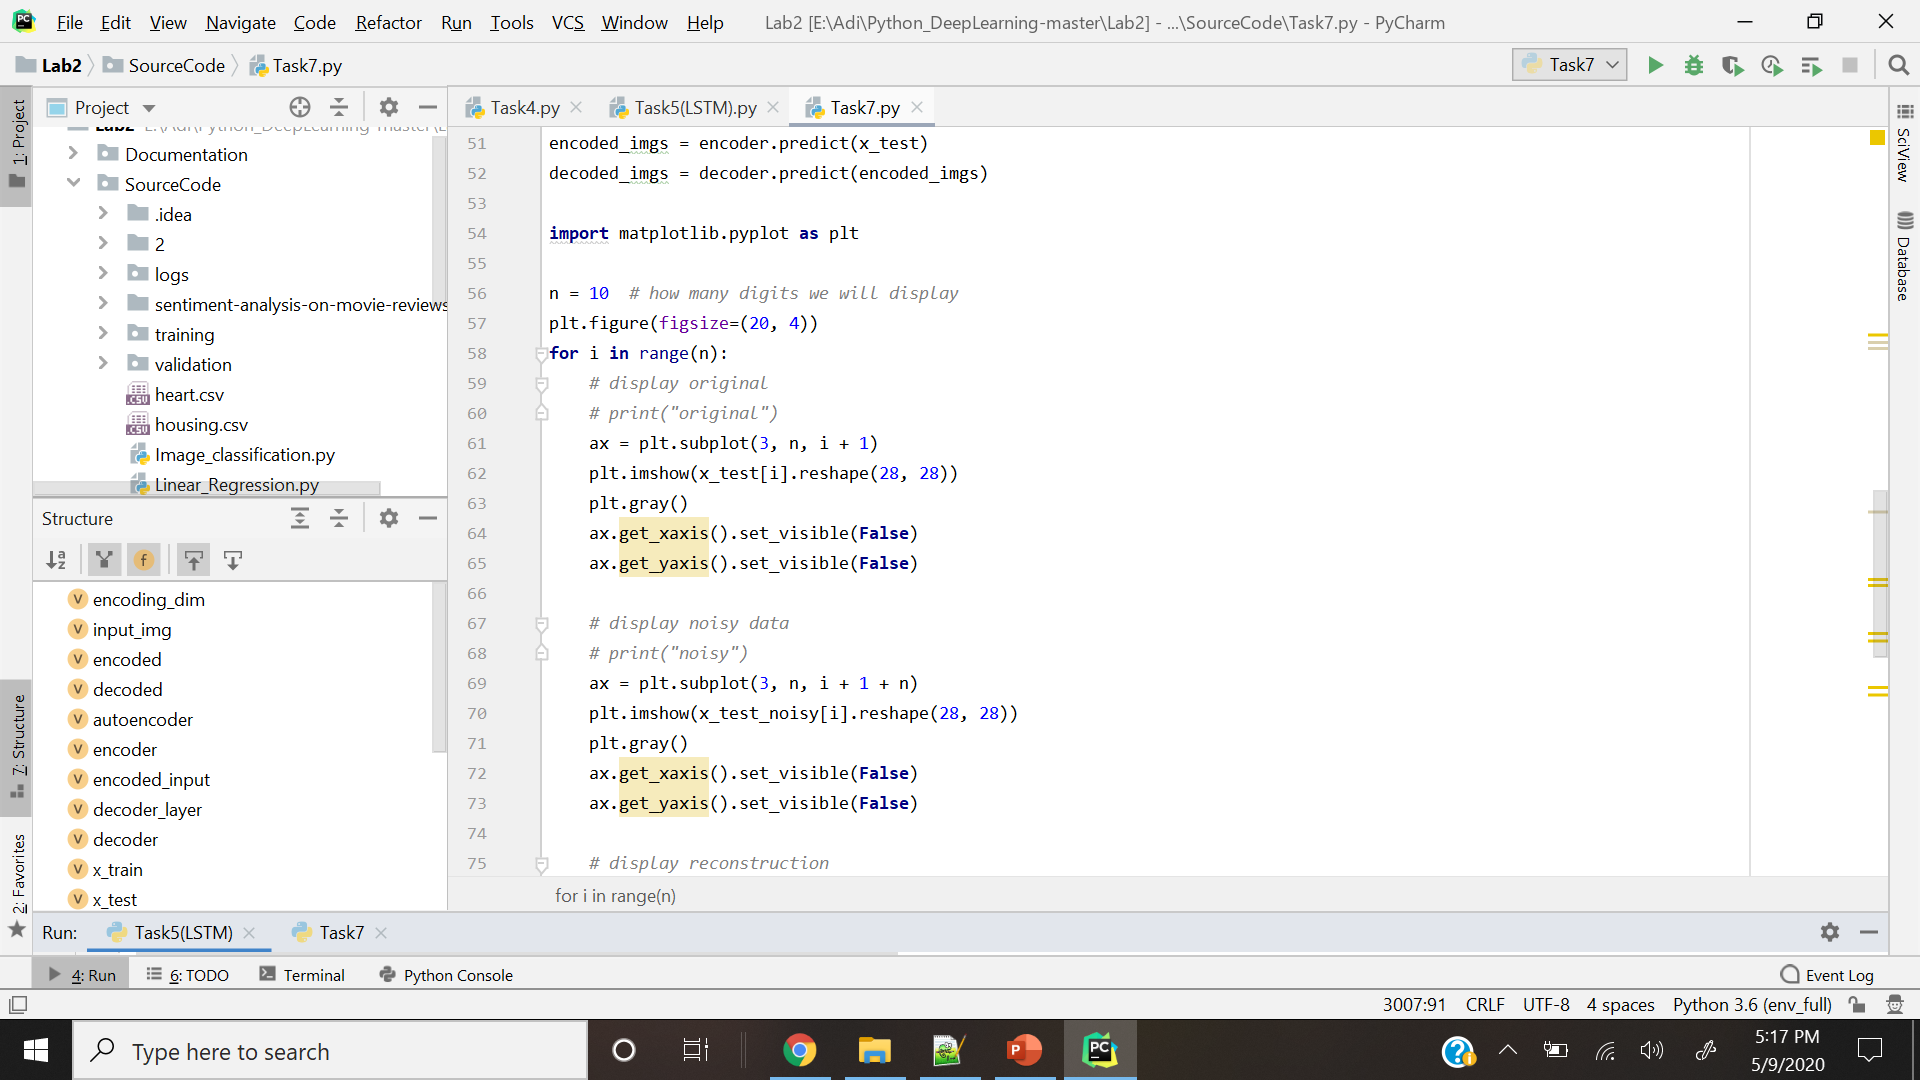 File Edit View Navigate Code Refactor Run Tools VCS Window Help Lab2 [E:\Adi\Python_DeepLearning-master\Lab2] - ...\SourceCode\Task7.py - PyCharm
Lab2 SourceCode Task7.py Task7
1: Project
Project
Task4.py Task5(LSTM).py Task7.py
Lab2 E:\Adi\Python_DeepLearning-master\L
Documentation
SourceCode
.idea
2
logs
sentiment-analysis-on-movie-reviews
training
validation
heart.csv
housing.csv
Image_classification.py
Linear_Regression.py
Structure
encoding_dim
input_img
encoded
decoded
autoencoder
encoder
encoded_input
decoder_layer
decoder
x_train
x_test
7: Structure
2: Favorites
51 encoded_imgs = encoder.predict(x_test)
52 decoded_imgs = decoder.predict(encoded_imgs)
53
54 import matplotlib.pyplot as plt
55
56 n = 10  # how many digits we will display
57 plt.figure(figsize=(20, 4))
58 for i in range(n):
59     # display original
60     # print("original")
61     ax = plt.subplot(3, n, i + 1)
62     plt.imshow(x_test[i].reshape(28, 28))
63     plt.gray()
64     ax.get_xaxis().set_visible(False)
65     ax.get_yaxis().set_visible(False)
66
67     # display noisy data
68     # print("noisy")
69     ax = plt.subplot(3, n, i + 1 + n)
70     plt.imshow(x_test_noisy[i].reshape(28, 28))
71     plt.gray()
72     ax.get_xaxis().set_visible(False)
73     ax.get_yaxis().set_visible(False)
74
75     # display reconstruction
for i in range(n)
SciView
Database
Run: Task5(LSTM) Task7
4: Run 6: TODO Terminal Python Console Event Log
3007:91 CRLF UTF-8 4 spaces Python 3.6 (env_full)
Type here to search
5:17 PM
5/9/2020